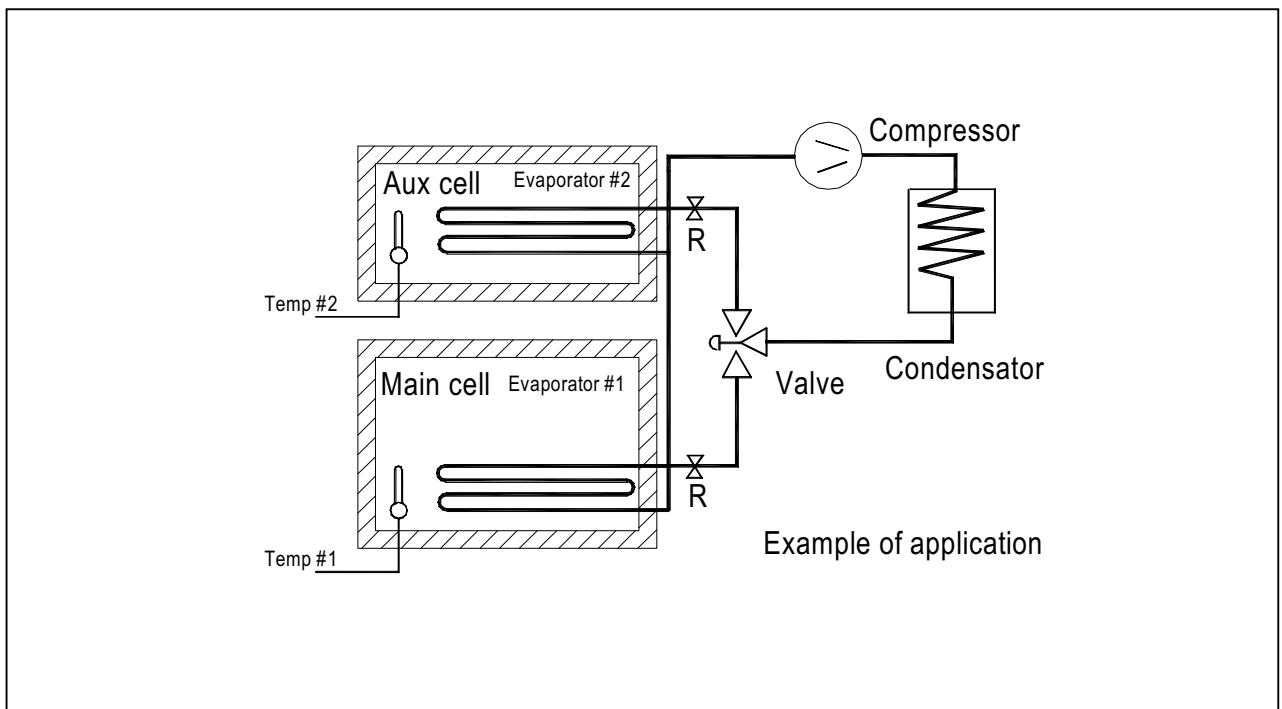 Compressor
Aux cell
Evaporator #2
R
Temp #2
Condensator
Valve
Main cell
Evaporator #1
R
Temp #1
Example of application